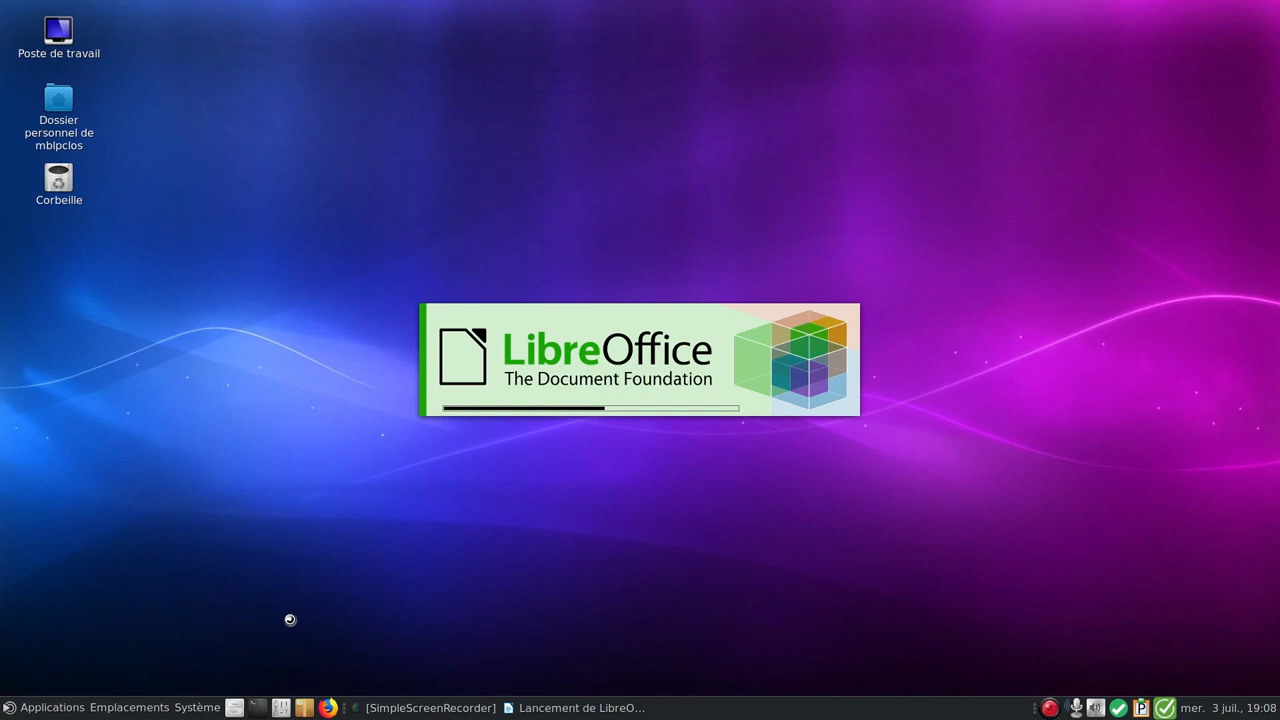 Poste de travail
Dossier
personnel de
mblpclos
Corbeille
LibreOffice
The Document Foundation
Applications Emplacements Système [SimpleScreenRecorder] Lancement de LibreO... mer. 3 juil., 19:08